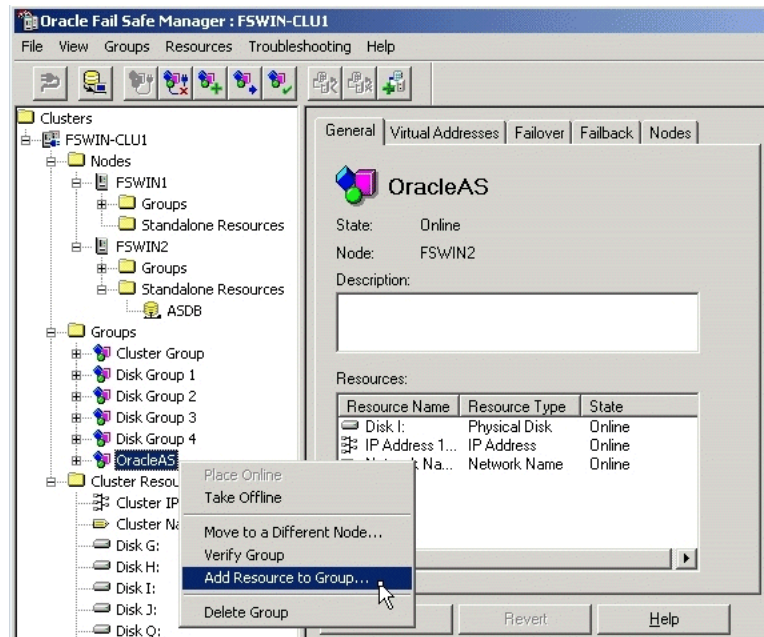 Oracle Fail Safe Manager : FSWIN-CLU1
File View Groups Resources Troubleshooting Help
Clusters
FSWIN-CLU1
Nodes
FSWIN1
Groups
Standalone Resources
FSWIN2
Groups
Standalone Resources
ASDB
Groups
Cluster Group
Disk Group 1
Disk Group 2
Disk Group 3
Disk Group 4
OracleAS
Cluster Resou
Cluster IP
Cluster Na
Disk G:
Disk H:
Disk I:
Disk J:
Disk O:
General Virtual Addresses Failover Failback Nodes
OracleAS
State: Online
Node: FSWIN2
Description:
Resources:
Resource Name Resource Type State
Disk I: Physical Disk Online
IP Address 1... IP Address Online
Na... Network Name Online
Place Online
Take Offline
Move to a Different Node...
Verify Group
Add Resource to Group...
Delete Group
Revert Help